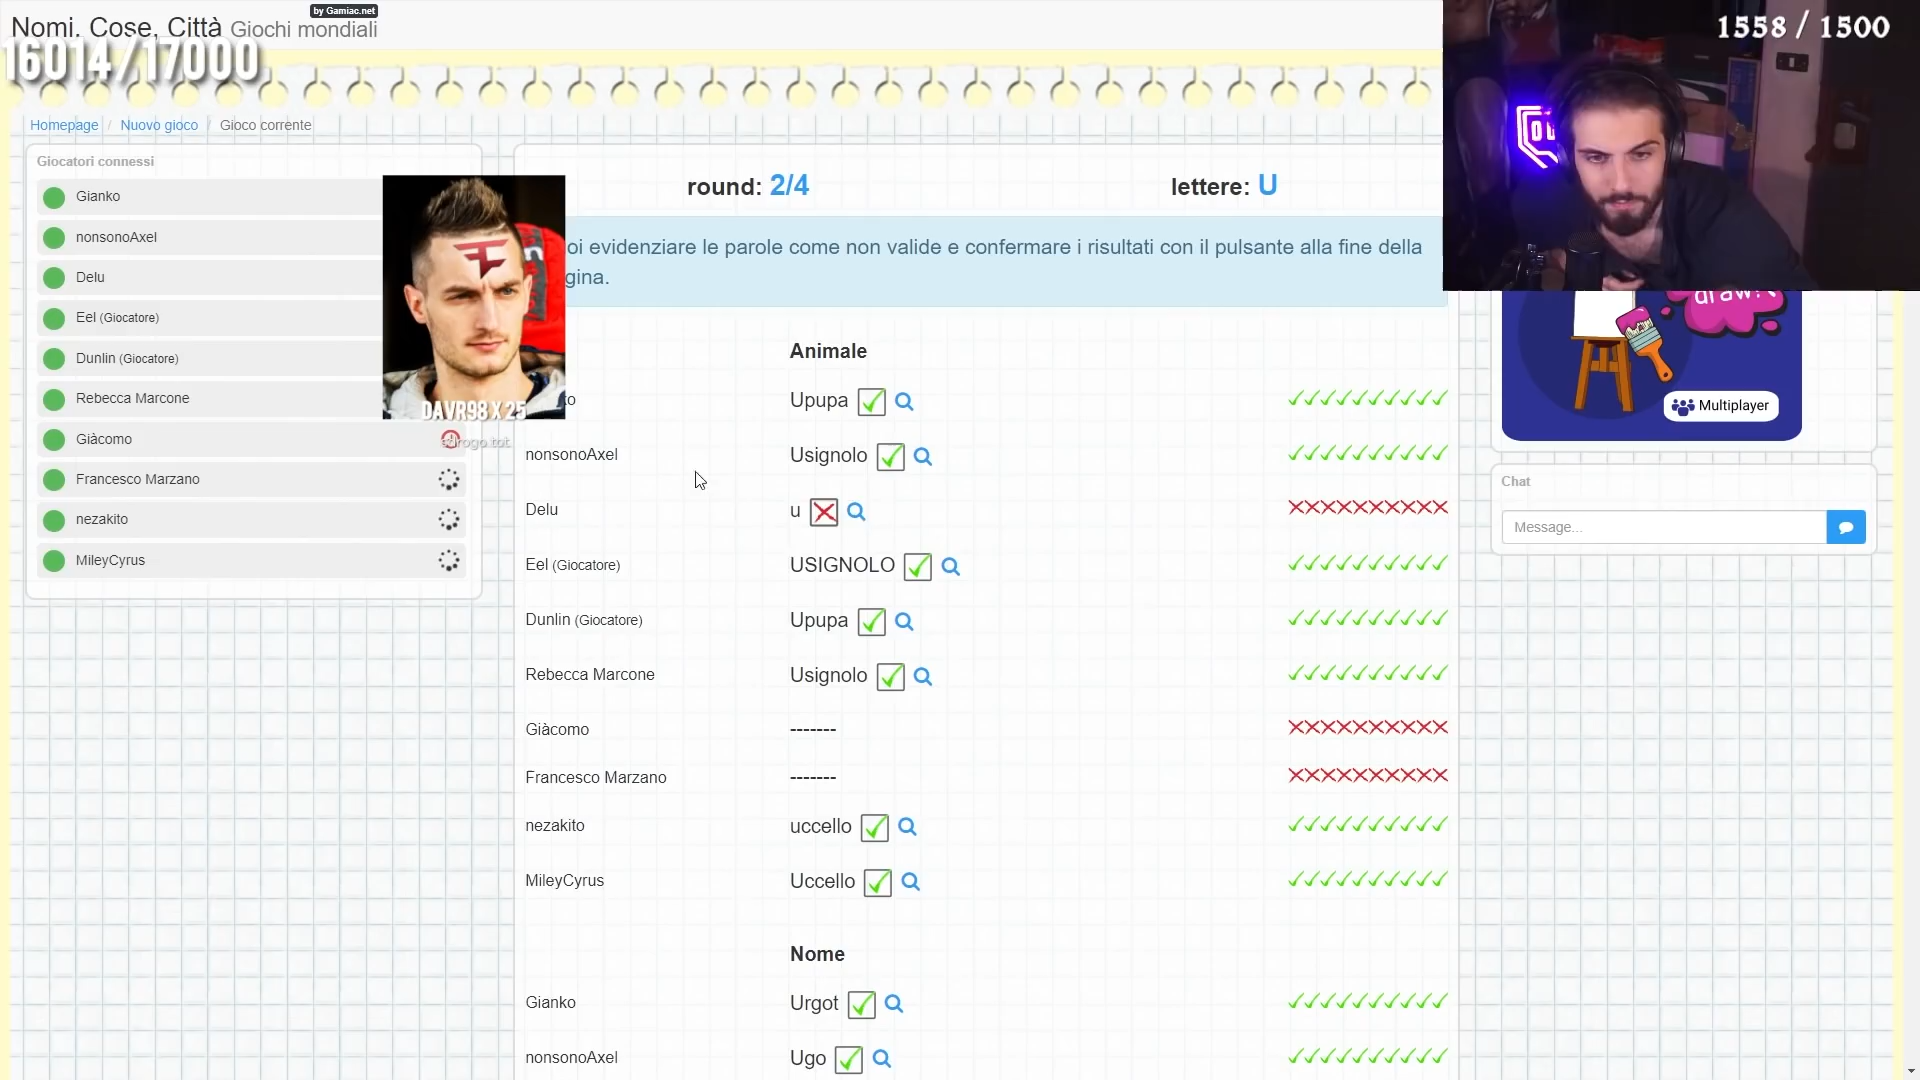 by Gamiac.net
Nomi, Cose, Città Giochi mondiali
1558 / 1500
16014/17000
Homepage / Nuovo gioco / Gioco corrente
Giocatori connessi
Gianko
nonsonoAxel
Delu
Eel (Giocatore)
Dunlin (Giocatore)
Rebecca Marcone
Giàcomo
Francesco Marzano
nezakito
MileyCyrus
DAVR98 X 25
round: 2/4
lettere: U
oi evidenziare le parole come non valide e confermare i risultati con il pulsante alla fine della
gina.
Animale
Upupa
nonsonoAxel Usignolo
Delu u
Eel (Giocatore) USIGNOLO
Dunlin (Giocatore) Upupa
Rebecca Marcone Usignolo
Giàcomo -------
Francesco Marzano -------
nezakito uccello
MileyCyrus Uccello
Nome
Gianko Urgot
nonsonoAxel Ugo
draw!
Multiplayer
Chat
Message...